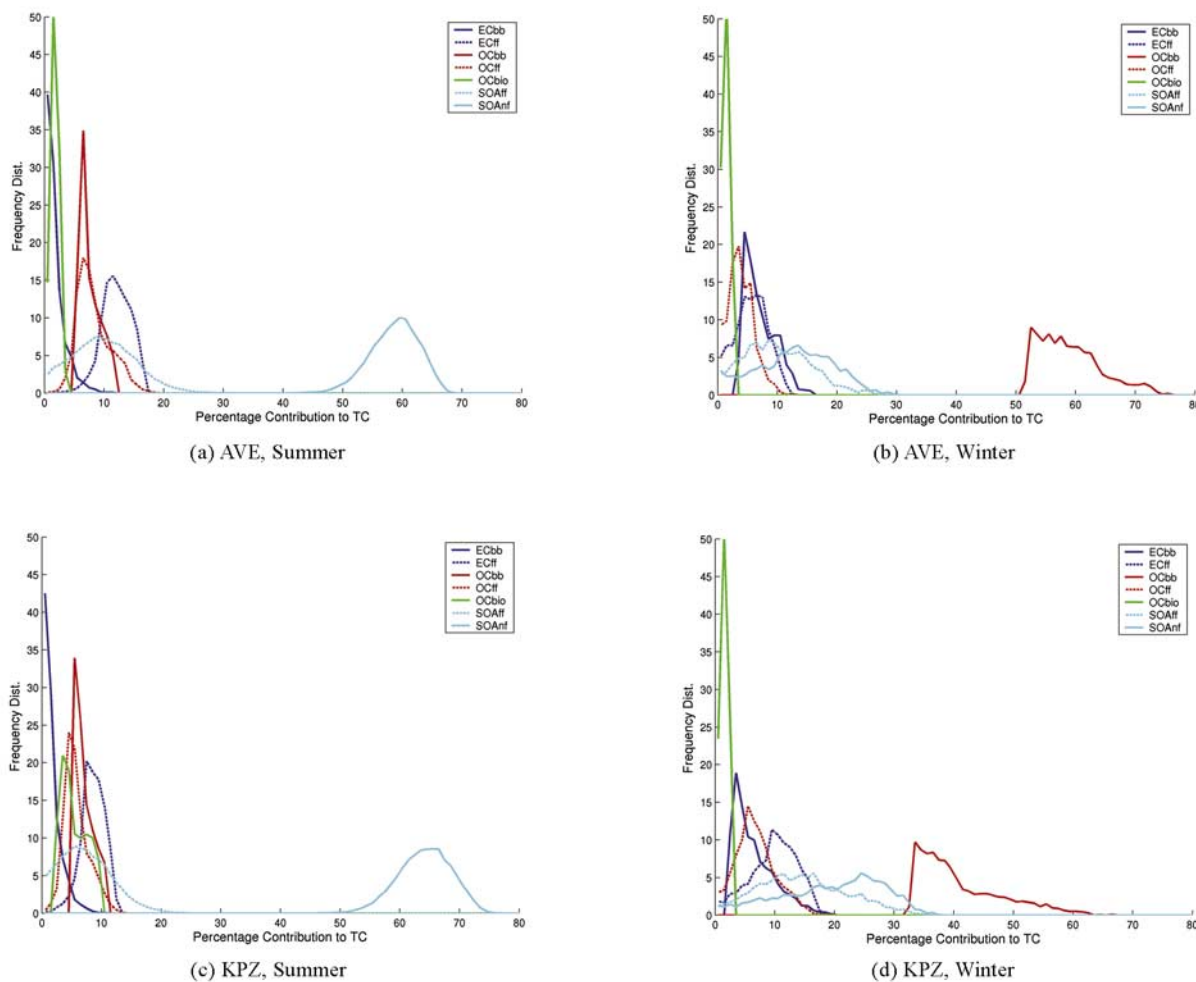 50
45
40
35
30
25
20
15
10
5
0
Frequency Dist.
0 10 20 30 40 50 60 70 80
Percentage Contribution to TC
ECbb
ECff
OCbb
OCff
OCbio
SOAff
SOAnf
(a) AVE, Summer
50
45
40
35
30
25
20
15
10
5
0
Frequency Dist.
0 10 20 30 40 50 60 70 80
Percentage Contribution to TC
ECbb
ECff
OCbb
OCff
OCbio
SOAff
SOAnf
(b) AVE, Winter
50
45
40
35
30
25
20
15
10
5
0
Frequency Dist.
0 10 20 30 40 50 60 70 80
Percentage Contribution to TC
ECbb
ECff
OCbb
OCff
OCbio
SOAff
SOAnf
(c) KPZ, Summer
50
45
40
35
30
25
20
15
10
5
0
Frequency Dist.
0 10 20 30 40 50 60 70 80
Percentage Contribution to TC
ECbb
ECff
OCbb
OCff
OCbio
SOAff
SOAnf
(d) KPZ, Winter